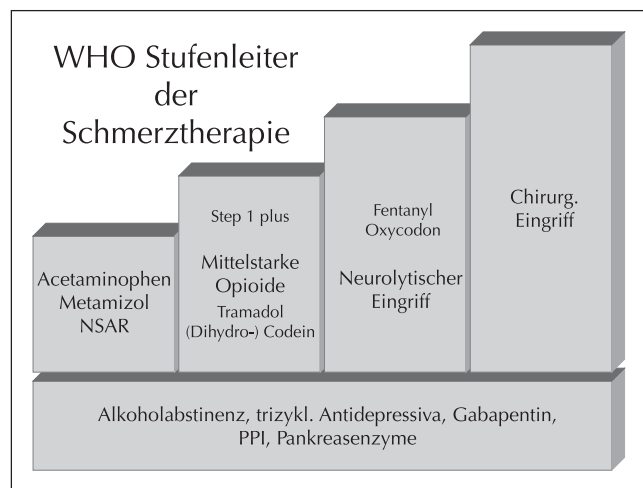 WHO Stufenleiter
der
Schmerztherapie
Acetaminophen
Metamizol
NSAR
Step 1 plus
Mittelstarke
Opioide
Tramadol
(Dihydro-) Codein
Fentanyl
Oxycodon
Neurolytischer
Eingriff
Chirurg.
Eingriff
Alkoholabstinenz, trizykl. Antidepressiva, Gabapentin,
PPI, Pankreasenzyme